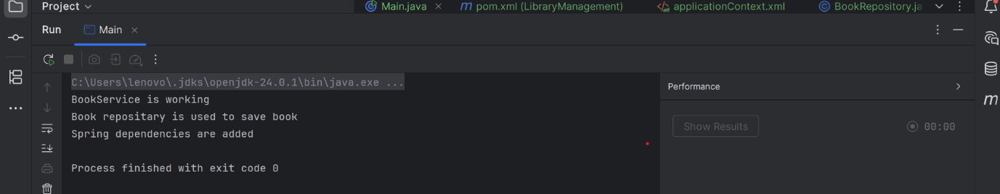 Project
Main.java
pom.xml (LibraryManagement)
applicationContext.xml
BookRepository.ja
Run
Main
C:\Users\lenovo\.jdks\openjdk-24.0.1\bin\java.exe ...
BookService is working
Book repositary is used to save book
Spring dependencies are added
Process finished with exit code 0
Performance
Show Results
00:00